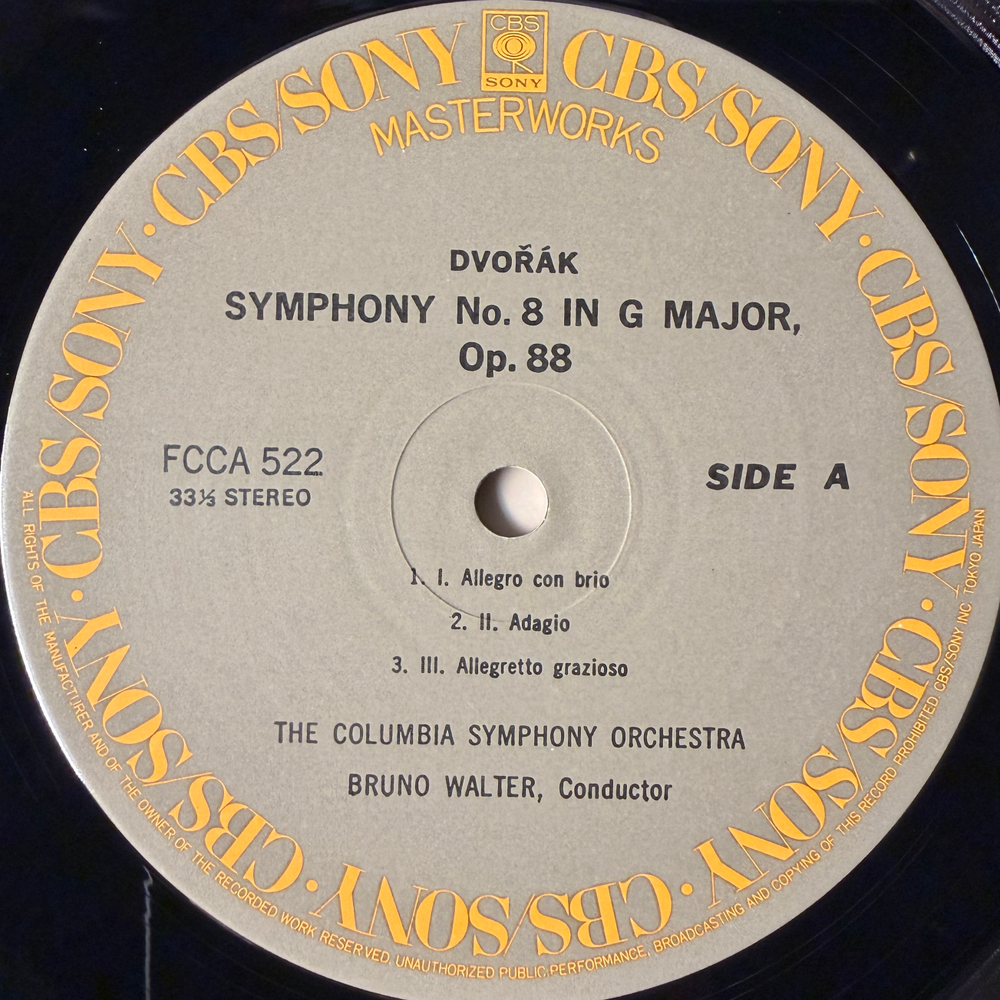 CBS
SONY
CBS/SONY · CBS/SONY · CBS/SONY · CBS/SONY · CBS/SONY · CBS/SONY · CBS/SONY · CBS/SONY · CBS/SONY
MASTERWORKS
DVOŘÁK
SYMPHONY No. 8 IN G MAJOR,
Op. 88
FCCA 522
33⅓ STEREO
SIDE A
1. I. Allegro con brio
2. II. Adagio
3. III. Allegretto grazioso
THE COLUMBIA SYMPHONY ORCHESTRA
BRUNO WALTER, Conductor
ALL RIGHTS OF THE MANUFACTURER AND OF THE OWNER OF THE RECORDED WORK RESERVED. UNAUTHORIZED PUBLIC PERFORMANCE, BROADCASTING AND COPYING OF THIS RECORD PROHIBITED CBS/SONY INC TOKYO JAPAN